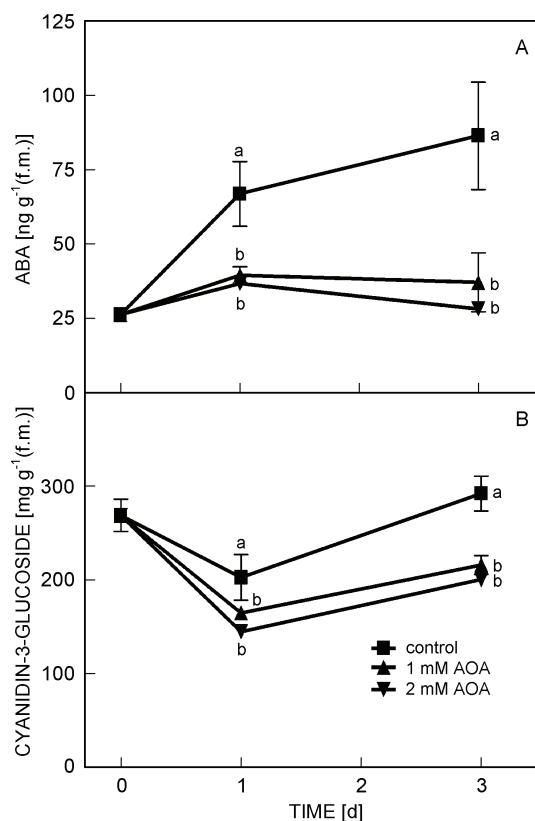 125
A
100
a
a
75
ABA [ng g⁻¹(f.m.)]
50
b
b
b
b
25
0
B
300
a
a
CYANIDIN-3-GLUCOSIDE [mg g⁻¹(f.m.)]
200
b
b
b
b
control
1 mM AOA
100
2 mM AOA
0
0 1 2 3
TIME [d]